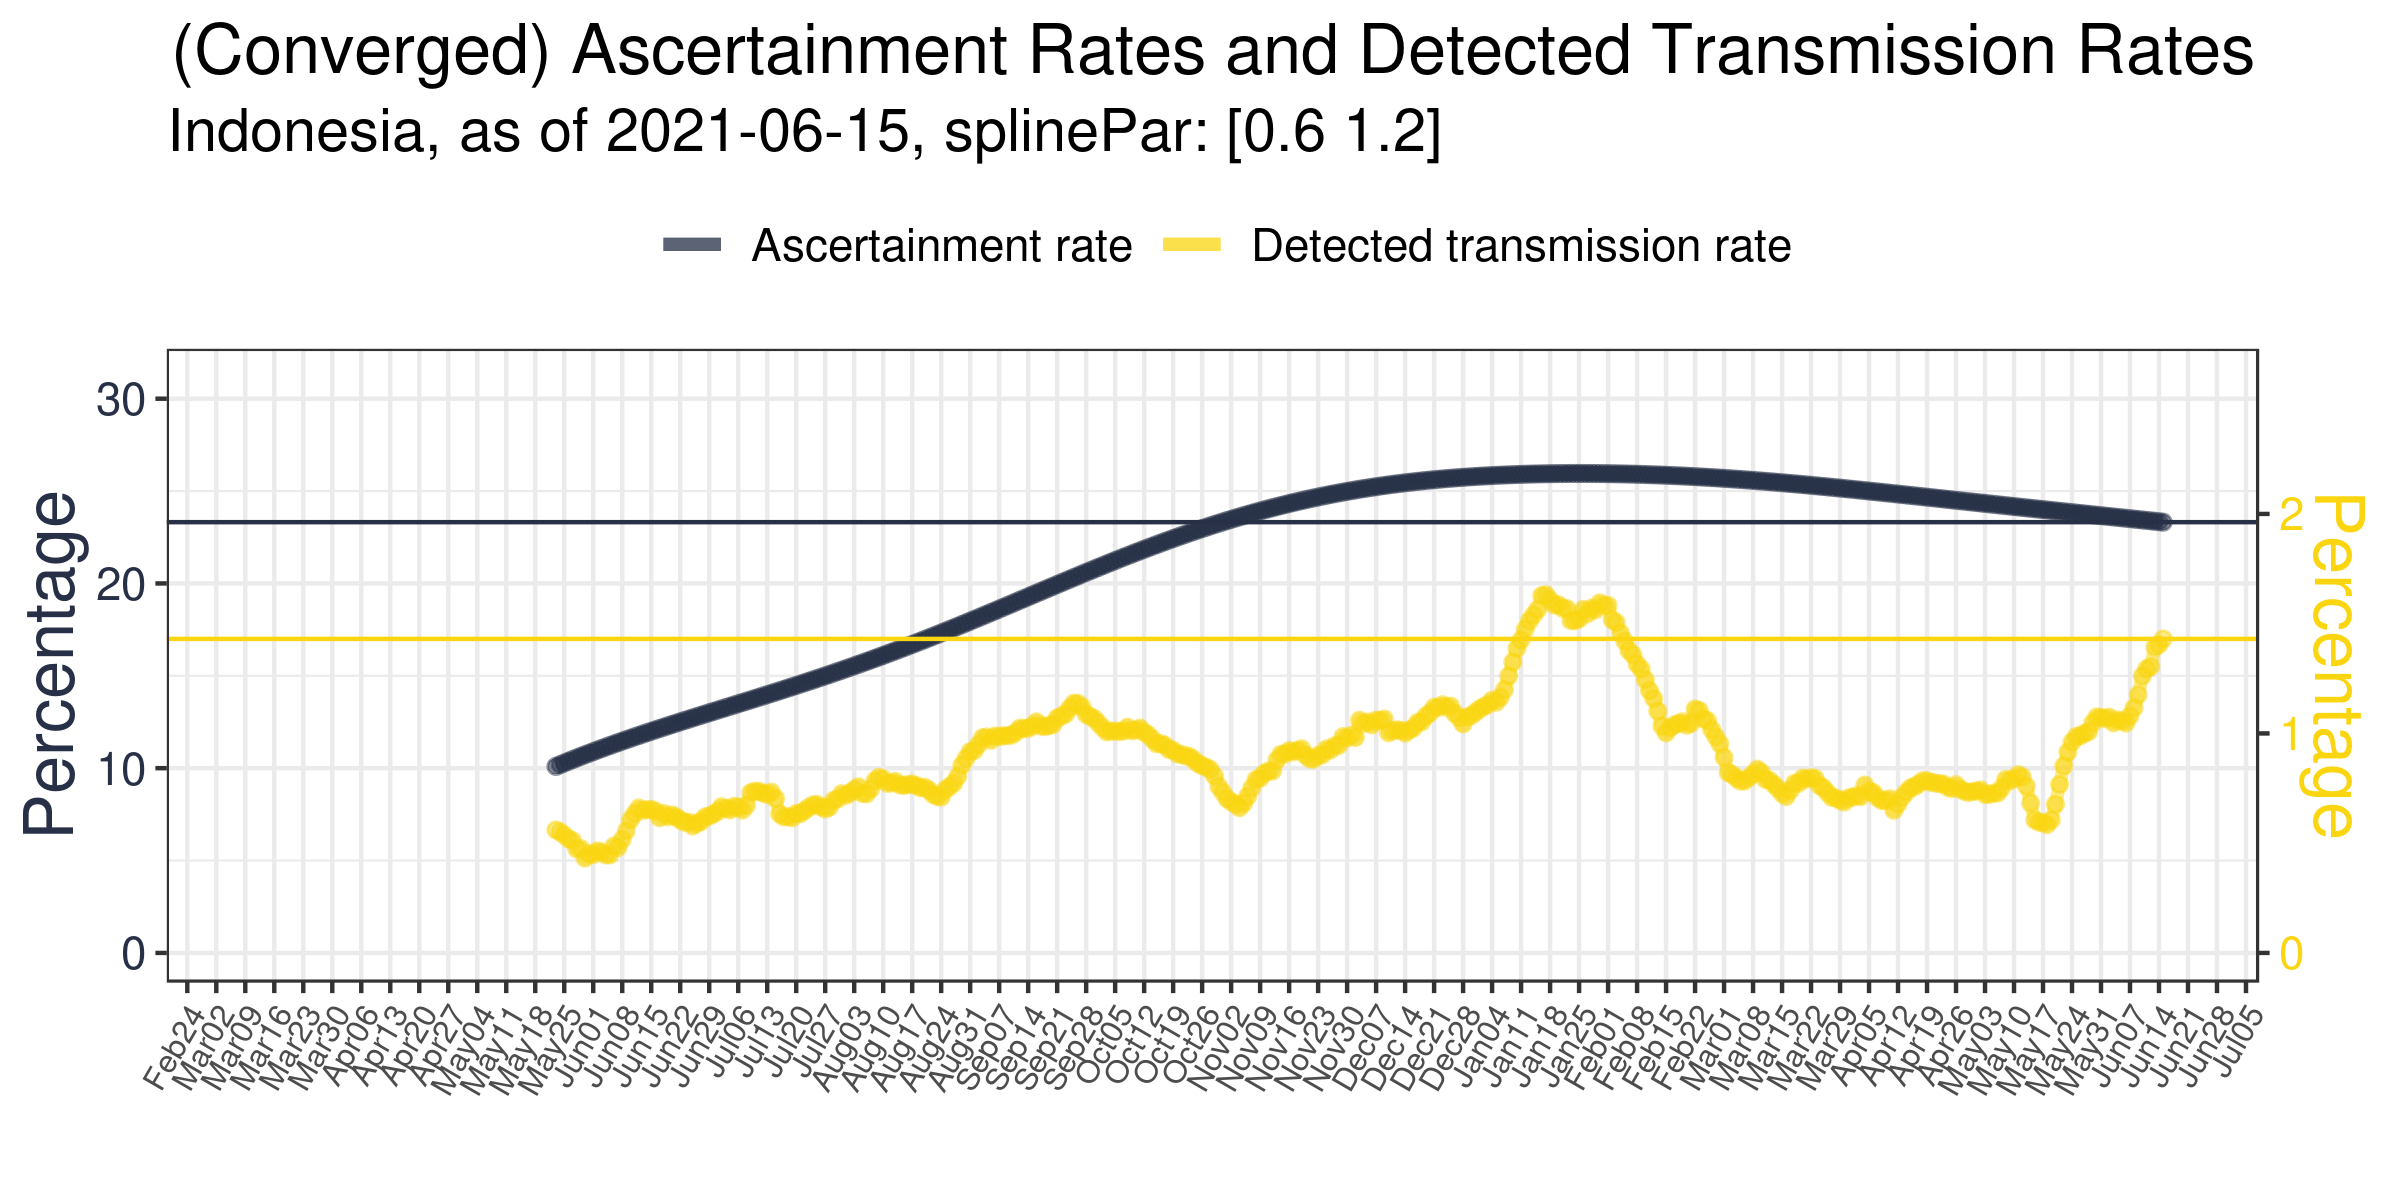 (Converged) Ascertainment Rates and Detected Transmission Rates
Indonesia, as of 2021-06-15, splinePar: [0.6 1.2]
Ascertainment rate
Detected transmission rate
Percentage
30
20
10
0
2
1
0
Percentage
Feb24
Mar02
Mar09
Mar16
Mar23
Mar30
Apr06
Apr13
Apr20
Apr27
May04
May11
May18
May25
Jun01
Jun08
Jun15
Jun22
Jun29
Jul06
Jul13
Jul20
Jul27
Aug03
Aug10
Aug17
Aug24
Aug31
Sep07
Sep14
Sep21
Sep28
Oct05
Oct12
Oct19
Oct26
Nov02
Nov09
Nov16
Nov23
Nov30
Dec07
Dec14
Dec21
Dec28
Jan04
Jan11
Jan18
Jan25
Feb01
Feb08
Feb15
Feb22
Mar01
Mar08
Mar15
Mar22
Mar29
Apr05
Apr12
Apr19
Apr26
May03
May10
May17
May24
May31
Jun07
Jun14
Jun21
Jun28
Jul05